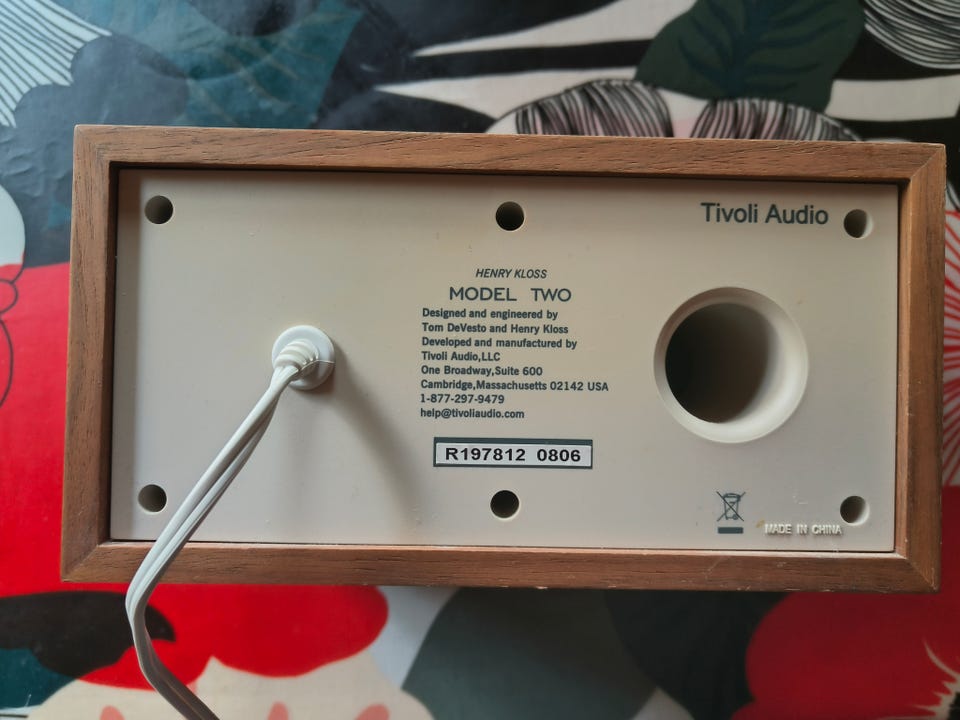 Tivoli Audio
HENRY KLOSS
MODEL TWO
Designed and engineered by
Tom DeVesto and Henry Kloss
Developed and manufactured by
Tivoli Audio,LLC
One Broadway,Suite 600
Cambridge,Massachusetts 02142 USA
1-877-297-9479
help@tivoliaudio.com
R197812 0806
MADE IN CHINA